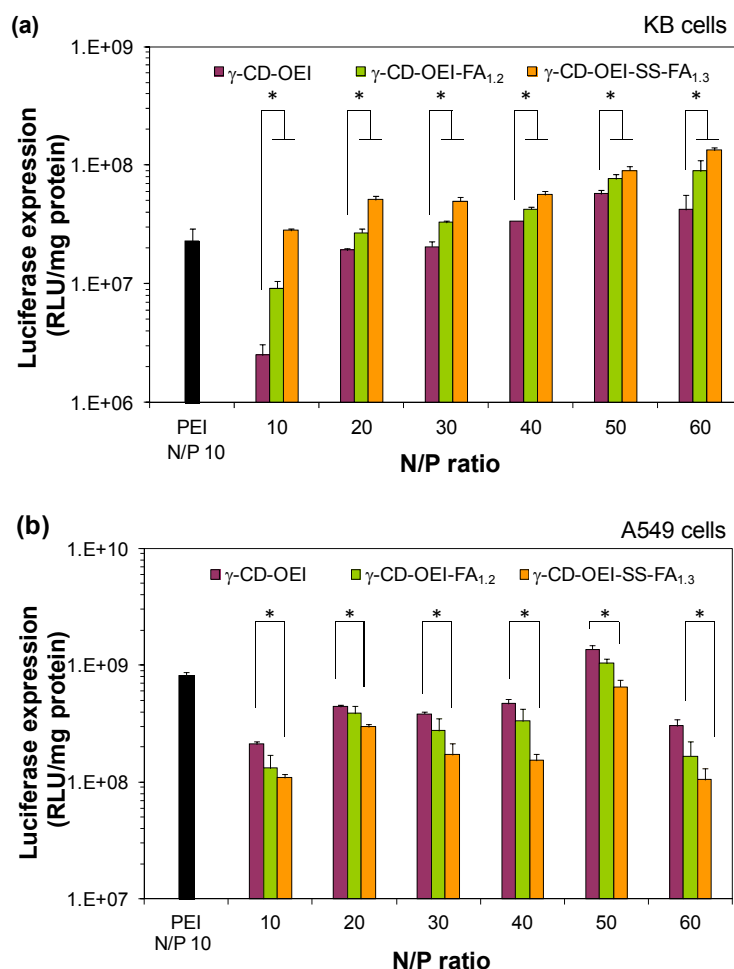 (a)
KB cells
1.E+09
1.E+08
1.E+07
1.E+06
Luciferase expression
(RLU/mg protein)
γ-CD-OEI γ-CD-OEI-FA1.2 γ-CD-OEI-SS-FA1.3
* * * * * *
PEI
N/P 10
10 20 30 40 50 60
N/P ratio
(b)
A549 cells
1.E+10
1.E+09
1.E+08
1.E+07
Luciferase expression
(RLU/mg protein)
γ-CD-OEI γ-CD-OEI-FA1.2 γ-CD-OEI-SS-FA1.3
* * * * * *
PEI
N/P 10
10 20 30 40 50 60
N/P ratio